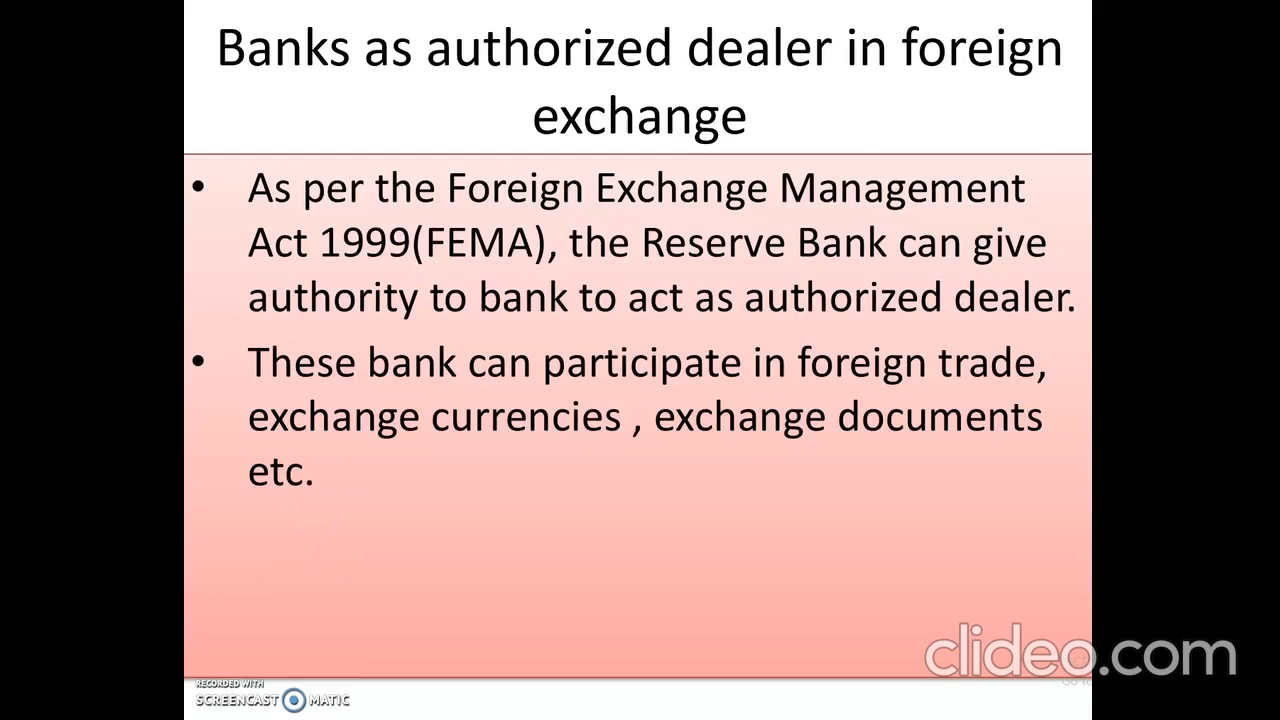 Banks as authorized dealer in foreign
exchange
• As per the Foreign Exchange Management
Act 1999(FEMA), the Reserve Bank can give
authority to bank to act as authorized dealer.
• These bank can participate in foreign trade,
exchange currencies , exchange documents
etc.
clideo.com
RECORDED WITH
SCREENCAST MATIC